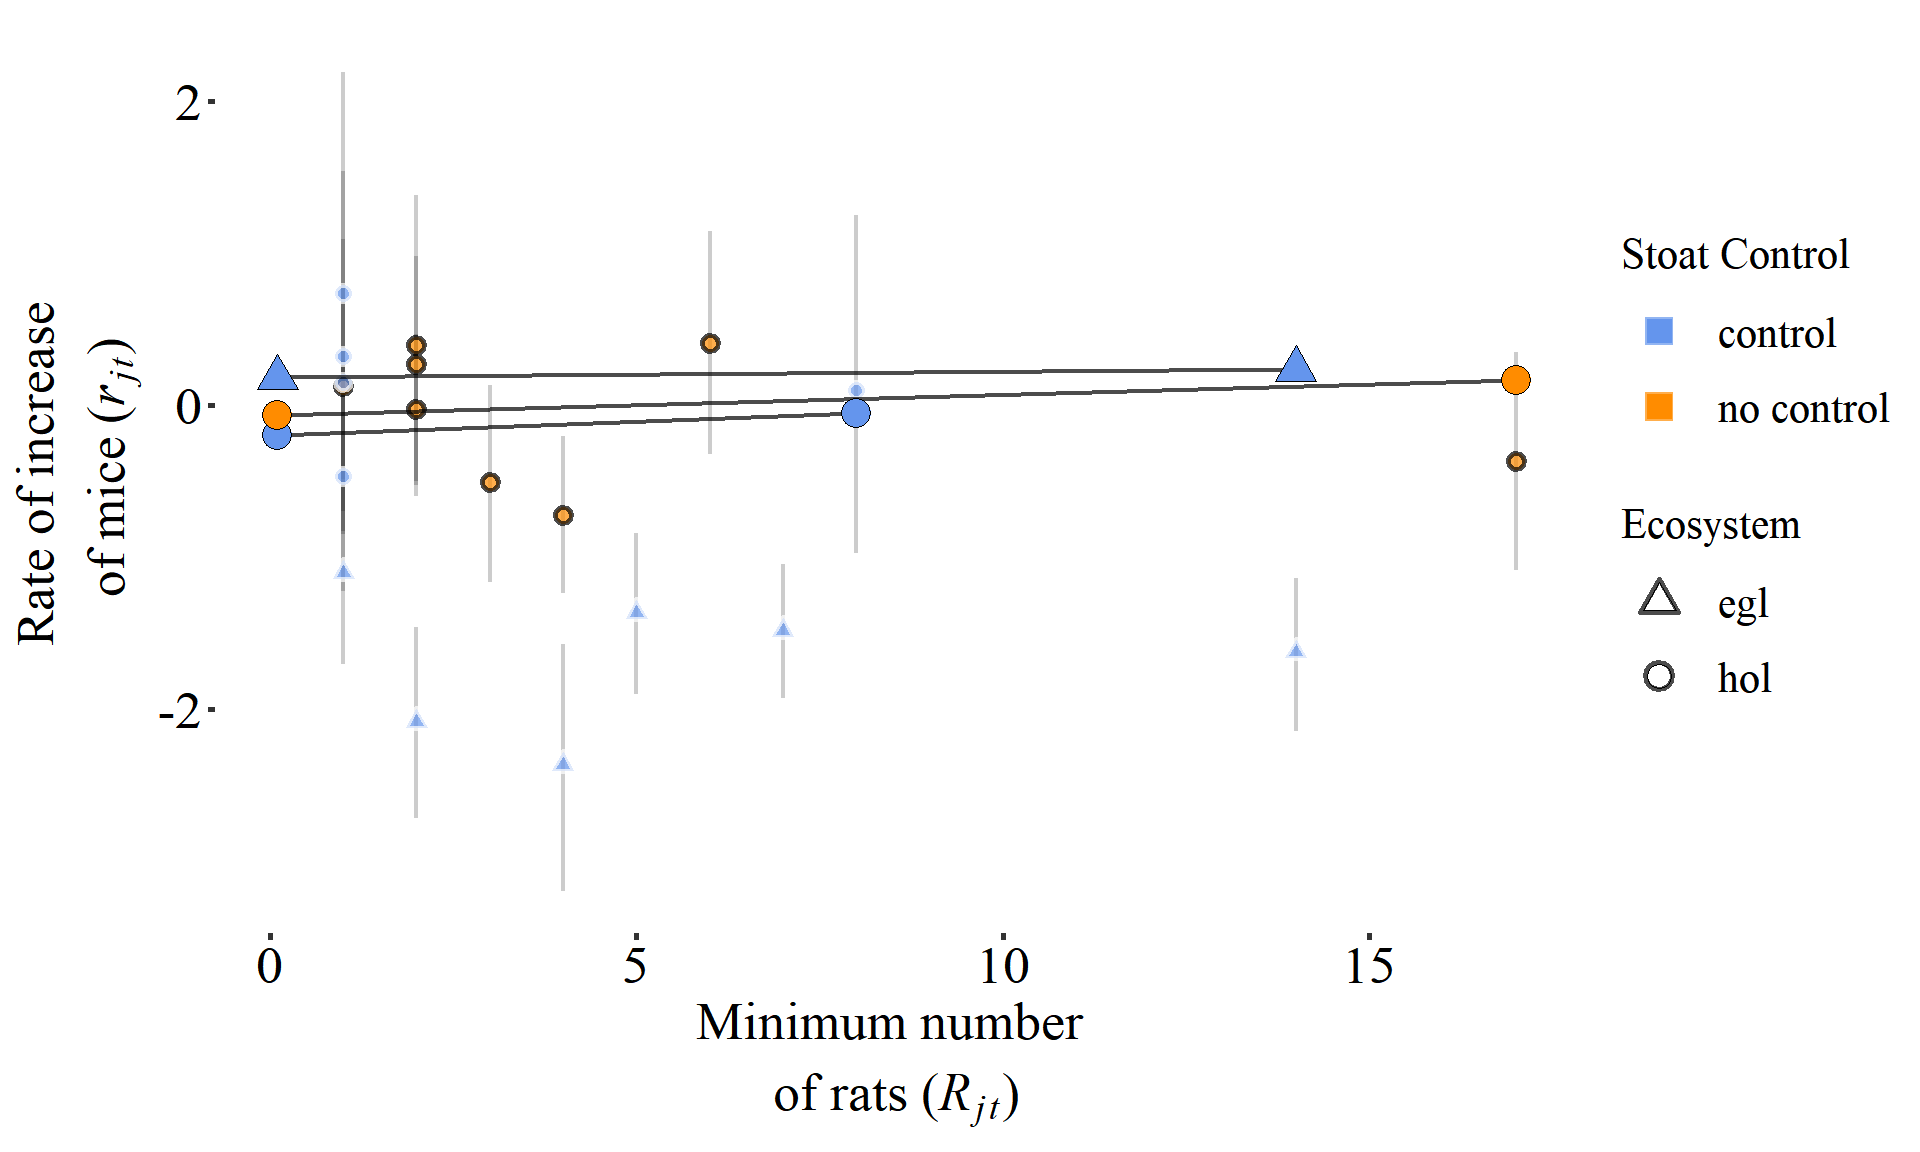 2
0
-2
Rate of increase
of mice (r_jt)
0 5 10 15
Minimum number
of rats (R_jt)
Stoat Control
control
no control
Ecosystem
egl
hol